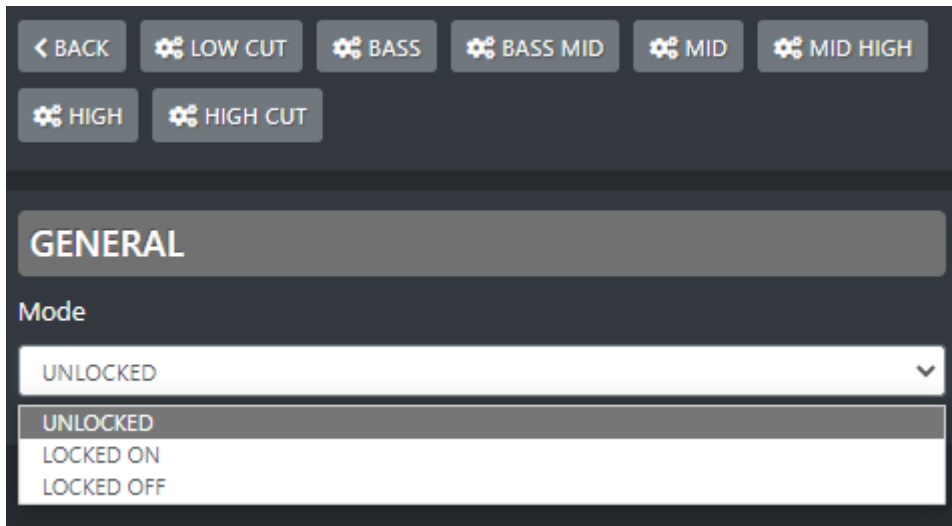 BACK LOW CUT BASS BASS MID MID MID HIGH
HIGH HIGH CUT
GENERAL
Mode
UNLOCKED
UNLOCKED
LOCKED ON
LOCKED OFF